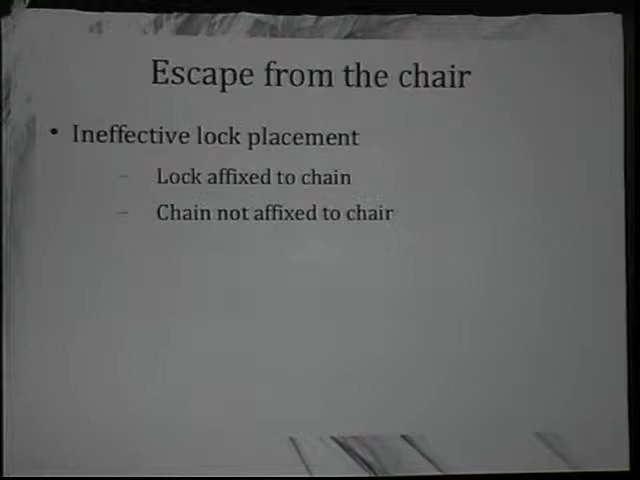 Escape from the chair
• Ineffective lock placement
– Lock affixed to chain
– Chain not affixed to chair